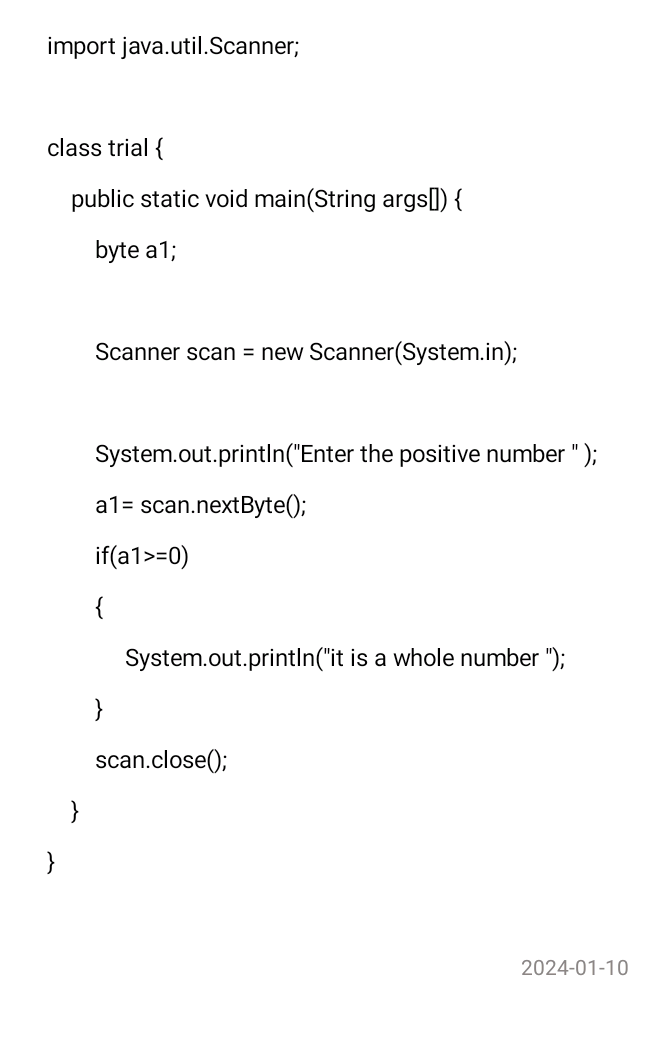 import java.util.Scanner;
class trial {
public static void main(String args[]) {
byte a1;
Scanner scan = new Scanner(System.in);
System.out.println("Enter the positive number " );
a1= scan.nextByte();
if(a1>=0)
{
System.out.println("it is a whole number ");
}
scan.close();
}
}
2024-01-10